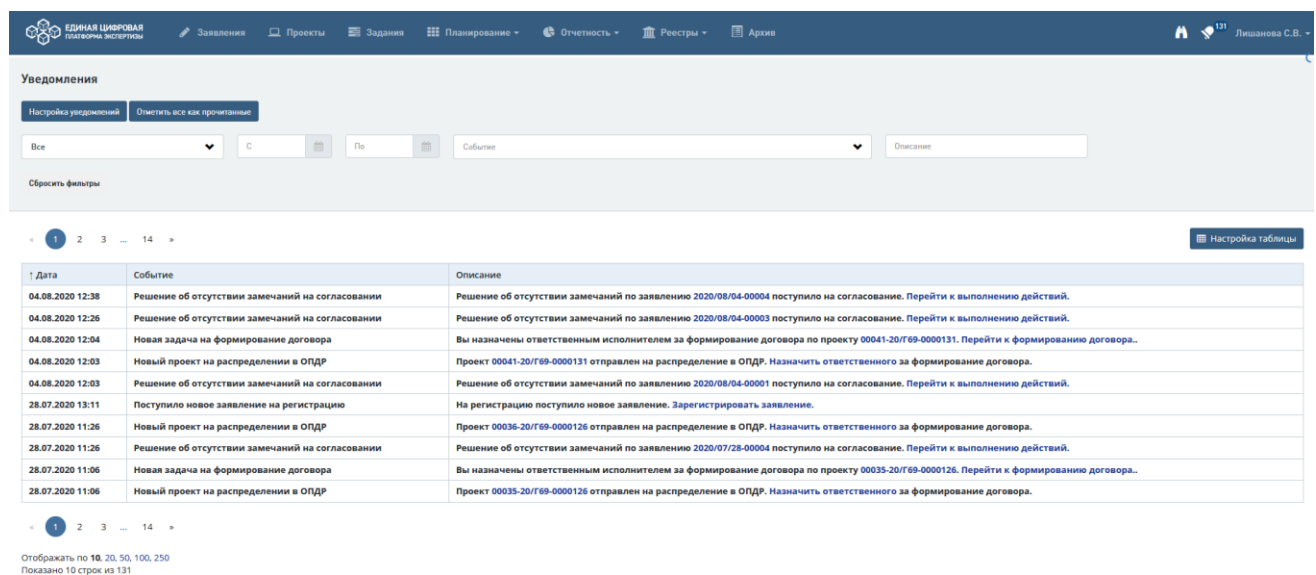 ЕДИНАЯ ЦИФРОВАЯ
ПЛАТФОРМА ЭКСПЕРТИЗЫ
Заявления Проекты Задания Планирование Отчетность Реестры Архив 131 Лишанова С.В.
Уведомления
Настройка уведомлений Отметить все как прочитанные
Все С По Событие Описание
Сбросить фильтры
« 1 2 3 ... 14 » Настройка таблицы
↑ Дата Событие Описание
04.08.2020 12:38 Решение об отсутствии замечаний на согласовании Решение об отсутствии замечаний по заявлению 2020/08/04-00004 поступило на согласование. Перейти к выполнению действий.
04.08.2020 12:26 Решение об отсутствии замечаний на согласовании Решение об отсутствии замечаний по заявлению 2020/08/04-00003 поступило на согласование. Перейти к выполнению действий.
04.08.2020 12:04 Новая задача на формирование договора Вы назначены ответственным исполнителем за формирование договора по проекту 00041-20/Г69-0000131. Перейти к формированию договора..
04.08.2020 12:03 Новый проект на распределении в ОПДР Проект 00041-20/Г69-0000131 отправлен на распределение в ОПДР. Назначить ответственного за формирование договора.
04.08.2020 12:03 Решение об отсутствии замечаний на согласовании Решение об отсутствии замечаний по заявлению 2020/08/04-00001 поступило на согласование. Перейти к выполнению действий.
28.07.2020 13:11 Поступило новое заявление на регистрацию На регистрацию поступило новое заявление. Зарегистрировать заявление.
28.07.2020 11:26 Новый проект на распределении в ОПДР Проект 00036-20/Г69-0000126 отправлен на распределение в ОПДР. Назначить ответственного за формирование договора.
28.07.2020 11:26 Решение об отсутствии замечаний на согласовании Решение об отсутствии замечаний по заявлению 2020/07/28-00004 поступило на согласование. Перейти к выполнению действий.
28.07.2020 11:06 Новая задача на формирование договора Вы назначены ответственным исполнителем за формирование договора по проекту 00035-20/Г69-0000126. Перейти к формированию договора..
28.07.2020 11:06 Новый проект на распределении в ОПДР Проект 00035-20/Г69-0000126 отправлен на распределение в ОПДР. Назначить ответственного за формирование договора.
« 1 2 3 ... 14 »
Отображать по 10, 20, 50, 100, 250
Показано 10 строк из 131